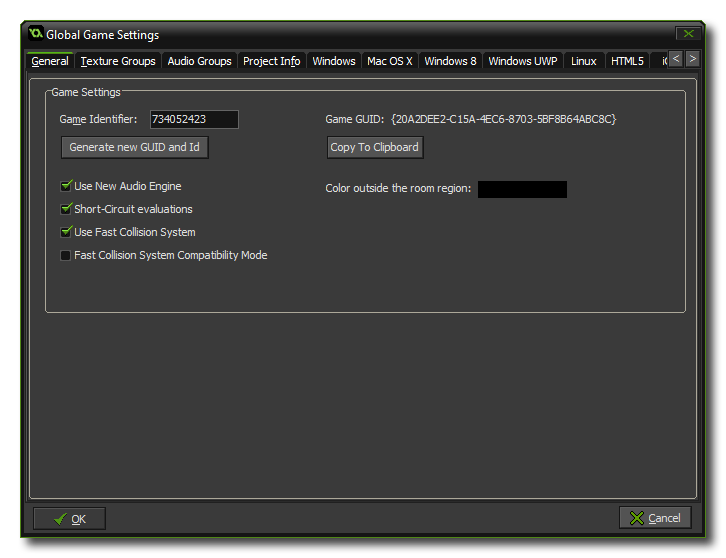 Global Game Settings
General Texture Groups Audio Groups Project Info Windows Mac OS X Windows 8 Windows UWP Linux HTML5 < >
Game Settings
Game Identifier: 734052423 Game GUID: {20A2DEE2-C15A-4EC6-8703-5BF8B64ABC8C}
Generate new GUID and Id Copy To Clipboard
Use New Audio Engine Color outside the room region:
Short-Circuit evaluations
Use Fast Collision System
Fast Collision System Compatibility Mode
OK Cancel